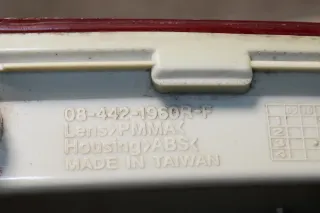 08-442-1960R-F
Lens>PMMA<
Housing>ABS<
MADE IN TAIWAN